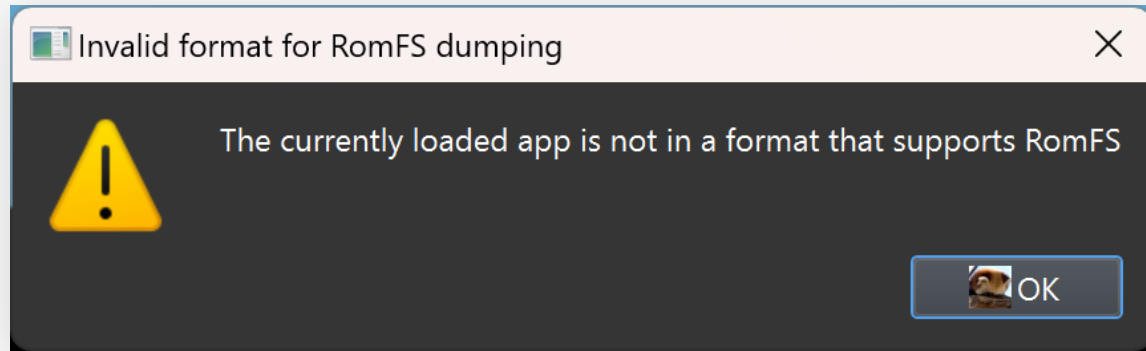 Invalid format for RomFS dumping
The currently loaded app is not in a format that supports RomFS
OK